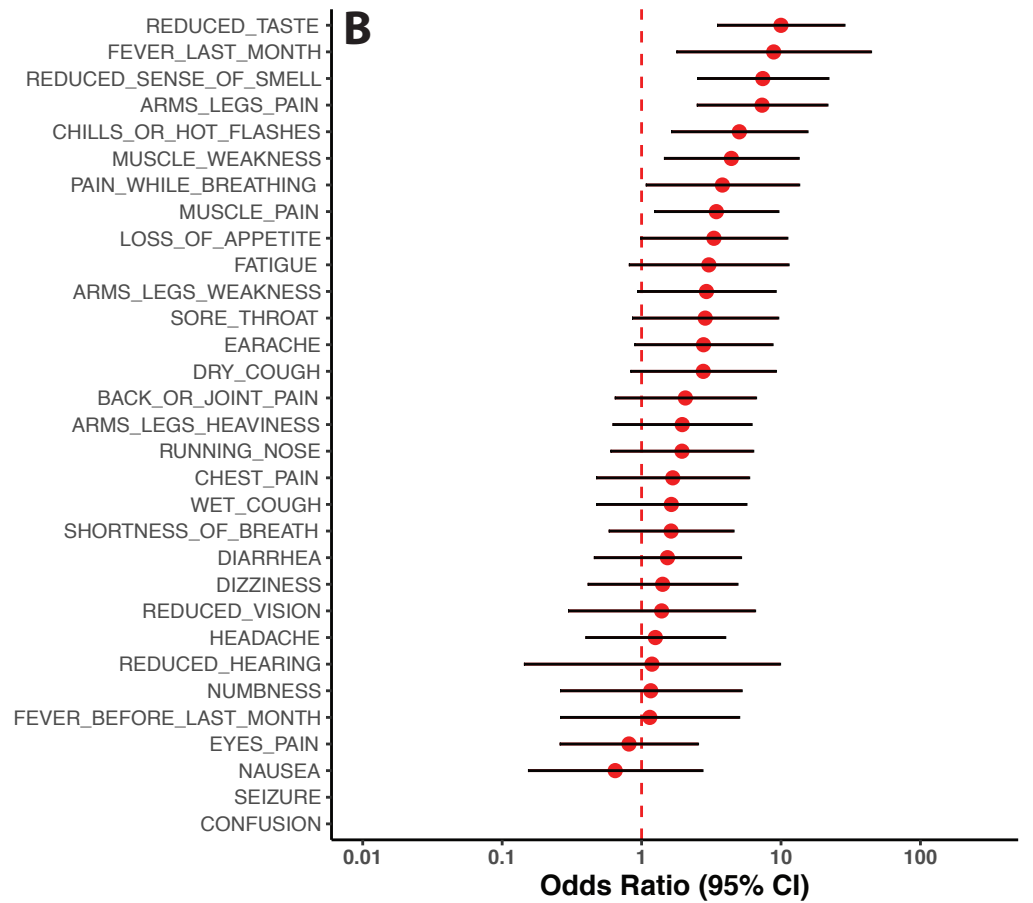 B
REDUCED_TASTE
FEVER_LAST_MONTH
REDUCED_SENSE_OF_SMELL
ARMS_LEGS_PAIN
CHILLS_OR_HOT_FLASHES
MUSCLE_WEAKNESS
PAIN_WHILE_BREATHING
MUSCLE_PAIN
LOSS_OF_APPETITE
FATIGUE
ARMS_LEGS_WEAKNESS
SORE_THROAT
EARACHE
DRY_COUGH
BACK_OR_JOINT_PAIN
ARMS_LEGS_HEAVINESS
RUNNING_NOSE
CHEST_PAIN
WET_COUGH
SHORTNESS_OF_BREATH
DIARRHEA
DIZZINESS
REDUCED_VISION
HEADACHE
REDUCED_HEARING
NUMBNESS
FEVER_BEFORE_LAST_MONTH
EYES_PAIN
NAUSEA
SEIZURE
CONFUSION
0.01 0.1 1 10 100
Odds Ratio (95% CI)